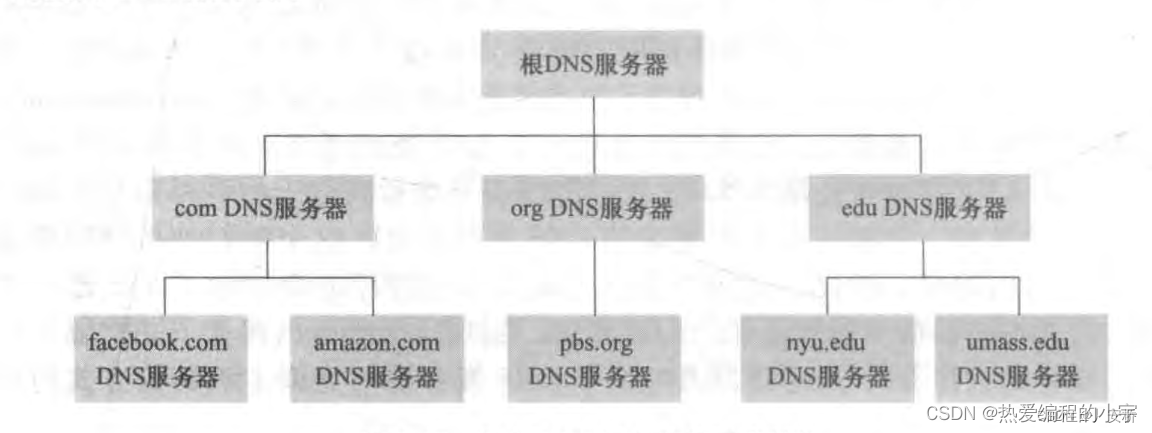 根DNS服务器
com DNS服务器
org DNS服务器
edu DNS服务器
facebook.com
DNS服务器
amazon.com
DNS服务器
pbs.org
DNS服务器
nyu.edu
DNS服务器
umass.edu
DNS服务器
CSDN @热爱编程的小宇